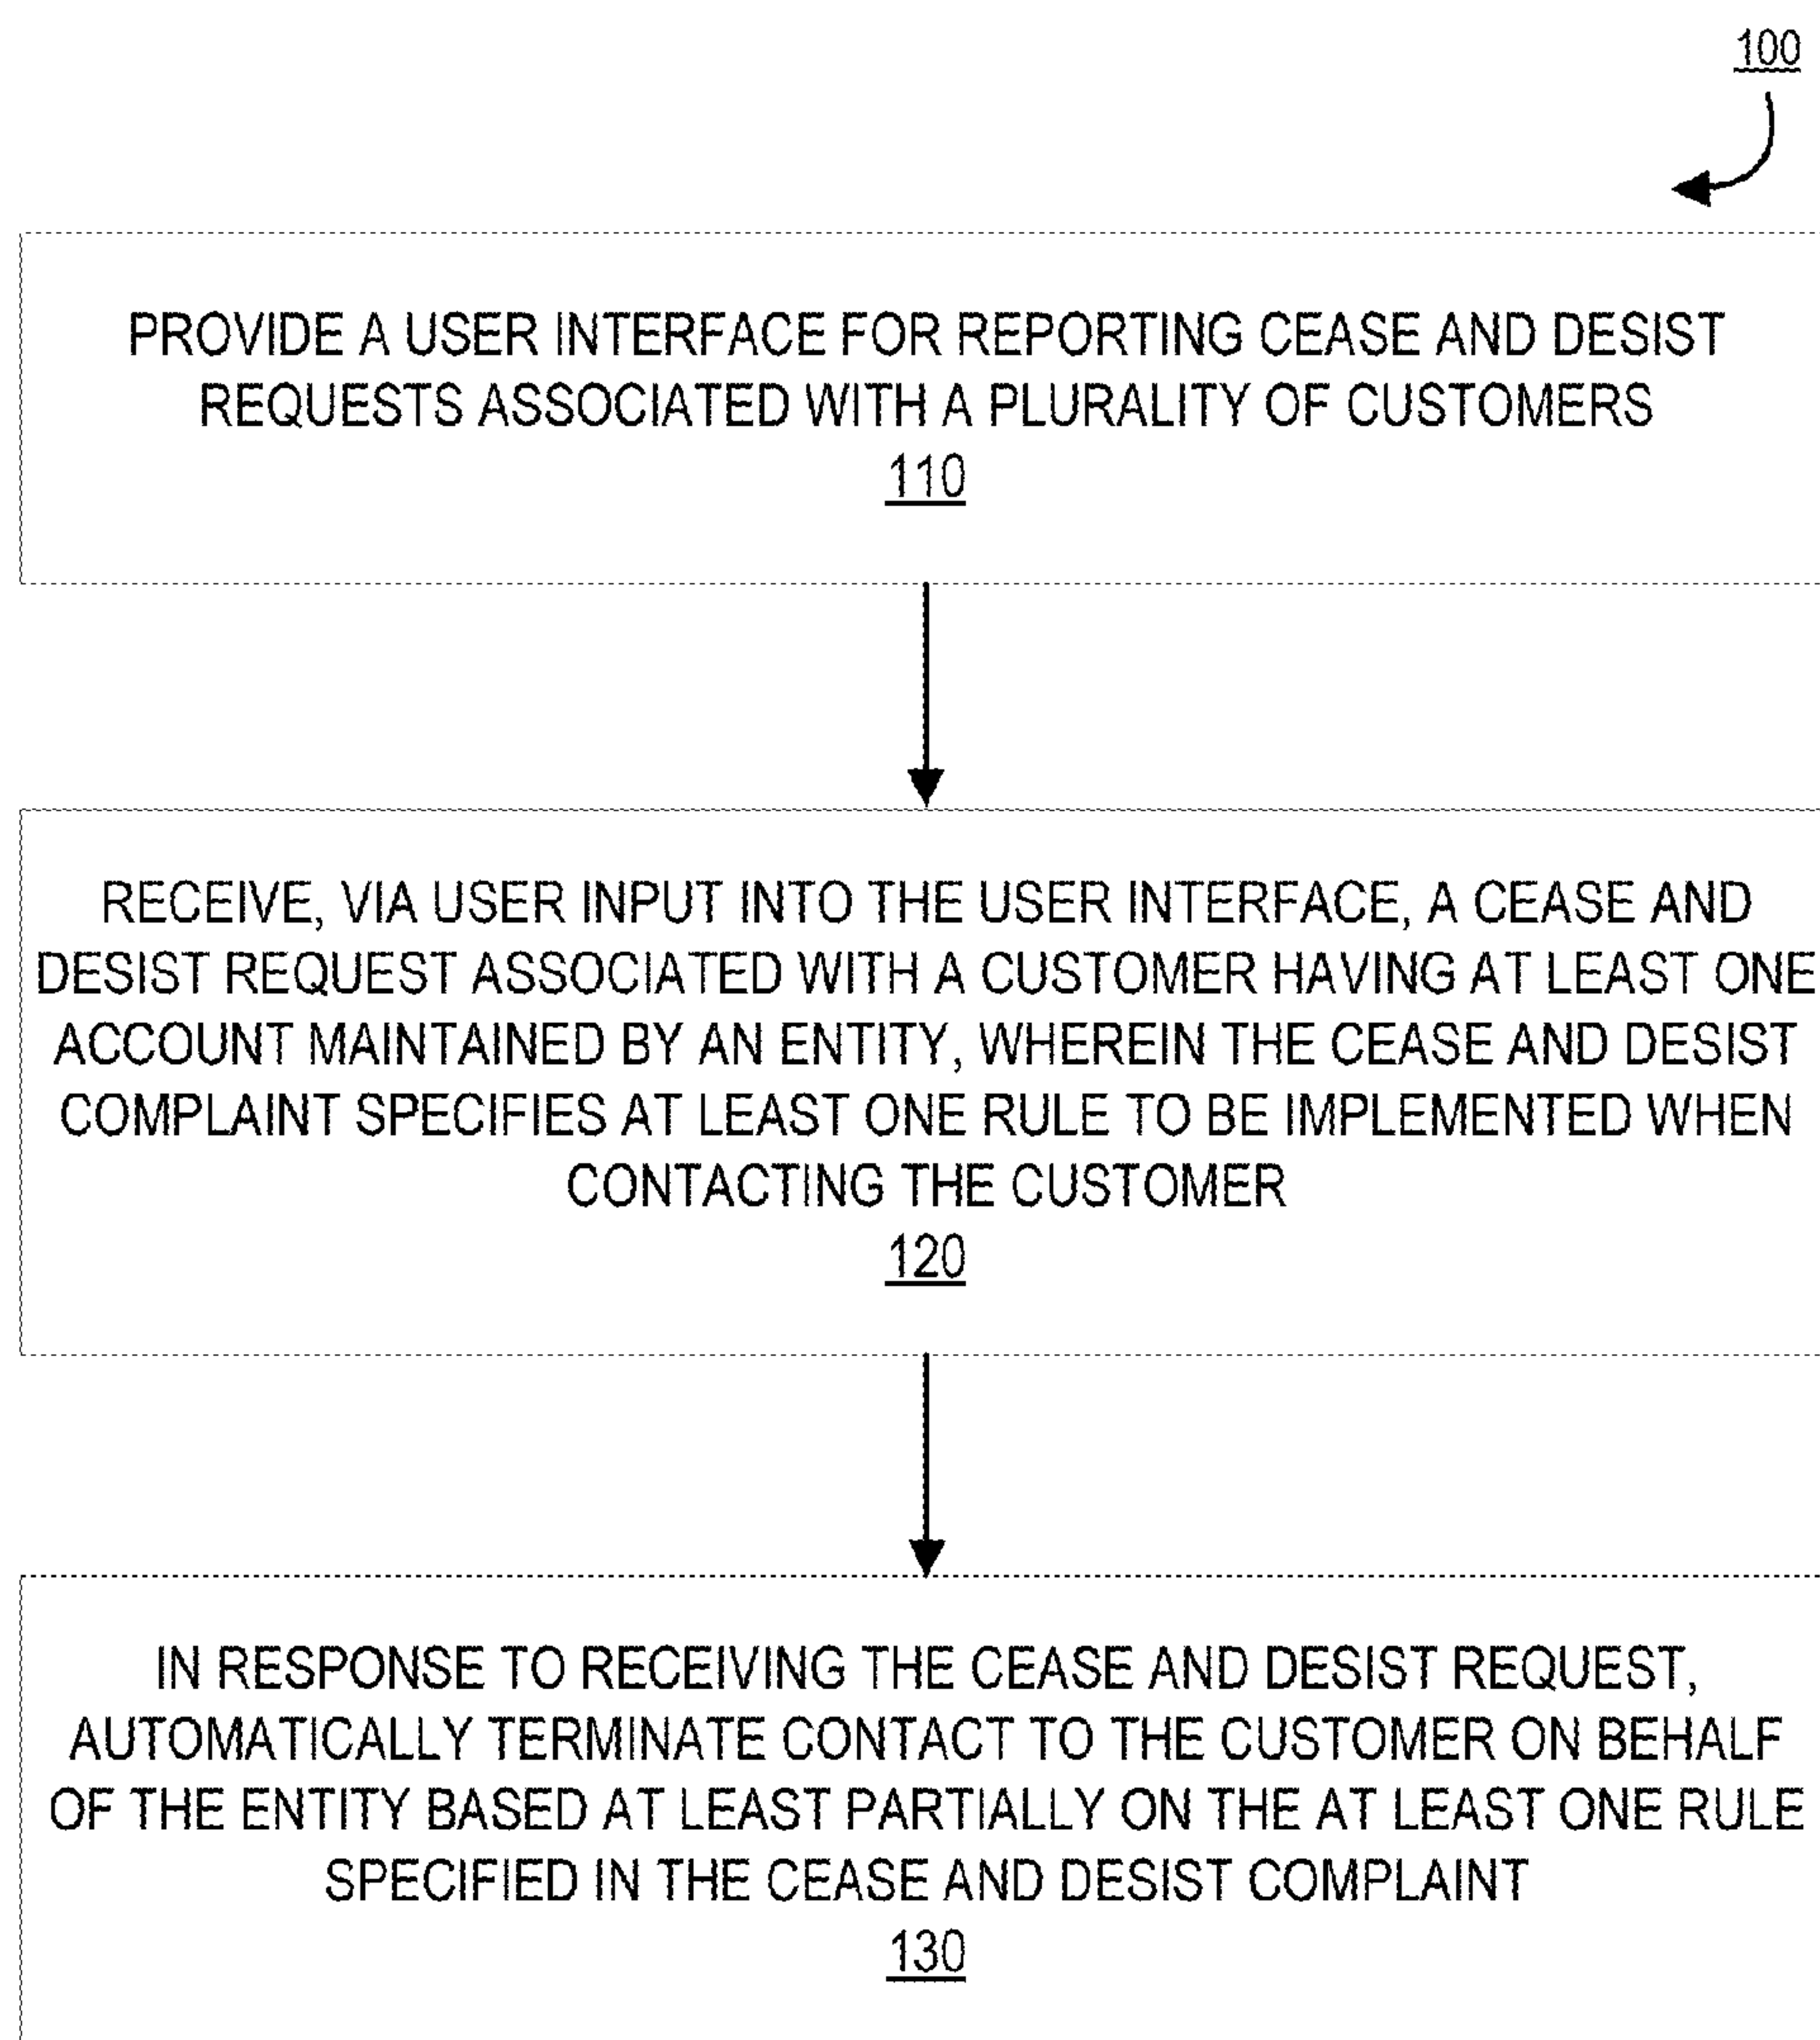 100
PROVIDE A USER INTERFACE FOR REPORTING CEASE AND DESIST
REQUESTS ASSOCIATED WITH A PLURALITY OF CUSTOMERS
110
RECEIVE, VIA USER INPUT INTO THE USER INTERFACE, A CEASE AND
DESIST REQUEST ASSOCIATED WITH A CUSTOMER HAVING AT LEAST ONE
ACCOUNT MAINTAINED BY AN ENTITY, WHEREIN THE CEASE AND DESIST
COMPLAINT SPECIFIES AT LEAST ONE RULE TO BE IMPLEMENTED WHEN
CONTACTING THE CUSTOMER
120
IN RESPONSE TO RECEIVING THE CEASE AND DESIST REQUEST,
AUTOMATICALLY TERMINATE CONTACT TO THE CUSTOMER ON BEHALF
OF THE ENTITY BASED AT LEAST PARTIALLY ON THE AT LEAST ONE RULE
SPECIFIED IN THE CEASE AND DESIST COMPLAINT
130